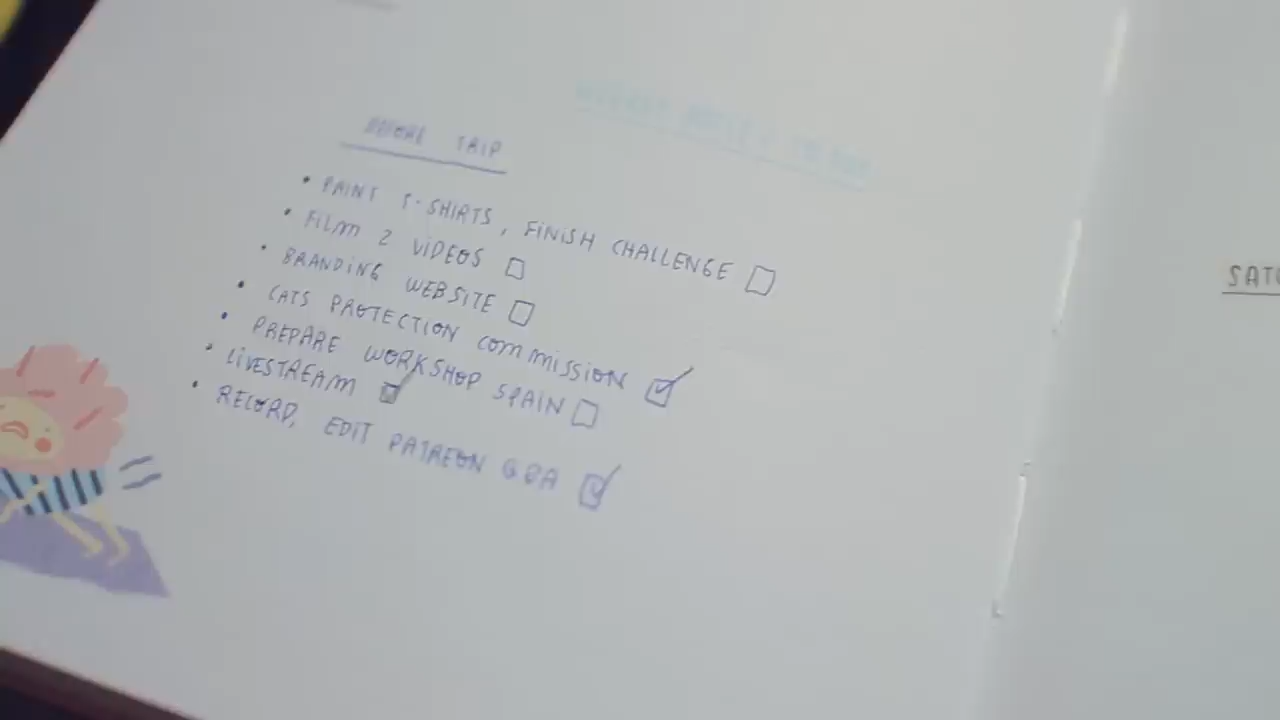 BEFORE TRIP
• PAINT T-SHIRTS, FINISH CHALLENGE
• FILM 2 VIDEOS
• BRANDING WEBSITE
• CATS PROTECTION COMMISSION
• PREPARE WORKSHOP SPAIN
• LIVESTREAM
• RECORD, EDIT PATREON Q&A